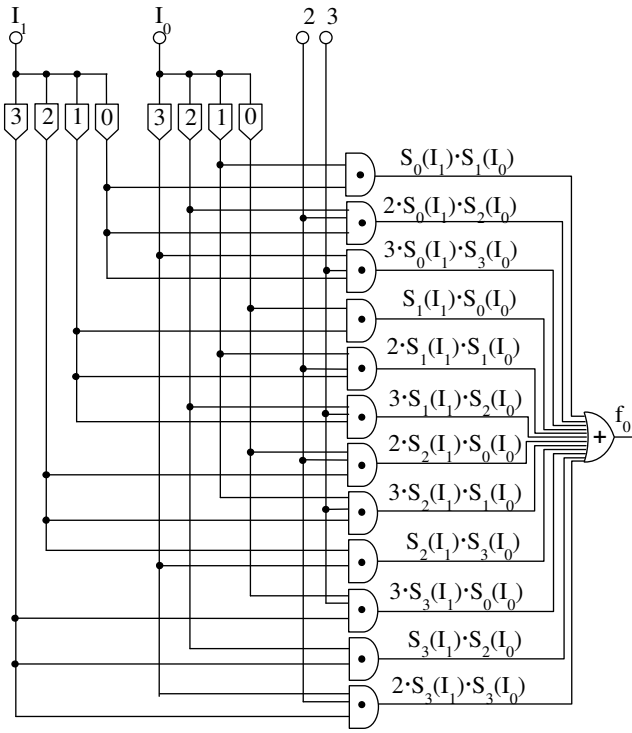 I₁ I₀ 2 3
3 2 1 0 3 2 1 0
S₀(I₁)·S₁(I₀)
2·S₀(I₁)·S₂(I₀)
3·S₀(I₁)·S₃(I₀)
S₁(I₁)·S₀(I₀)
2·S₁(I₁)·S₁(I₀)
3·S₁(I₁)·S₂(I₀)
f₀
+
2·S₂(I₁)·S₀(I₀)
3·S₂(I₁)·S₁(I₀)
S₂(I₁)·S₃(I₀)
3·S₃(I₁)·S₀(I₀)
S₃(I₁)·S₂(I₀)
2·S₃(I₁)·S₃(I₀)